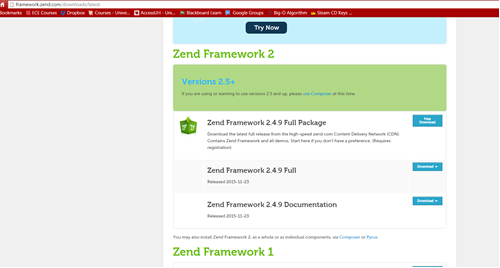 framework.zend.com/downloads/latest
Bookmarks ECE Courses Dropbox Courses - Unive... AccessUH - Univ... Blackboard Learn Google Groups Big-O Algorithm Steam CD Keys
Try Now
Zend Framework 2
Versions 2.5+
If you are using or wanting to use versions 2.5 and up, please use Composer at this time.
Zend Framework 2.4.9 Full Package
Free Download
Download the latest full release from the high-speed zend.com Content Delivery Network (CDN).
Contains Zend Framework and all demos. Start here if you don't have a preference. (Requires
registration)
Zend Framework 2.4.9 Full
Download
Released 2015-11-23
Zend Framework 2.4.9 Documentation
Download
Released 2015-11-23
You may also install Zend Framework 2, as a whole or as individual components, via Composer or Pyrus.
Zend Framework 1